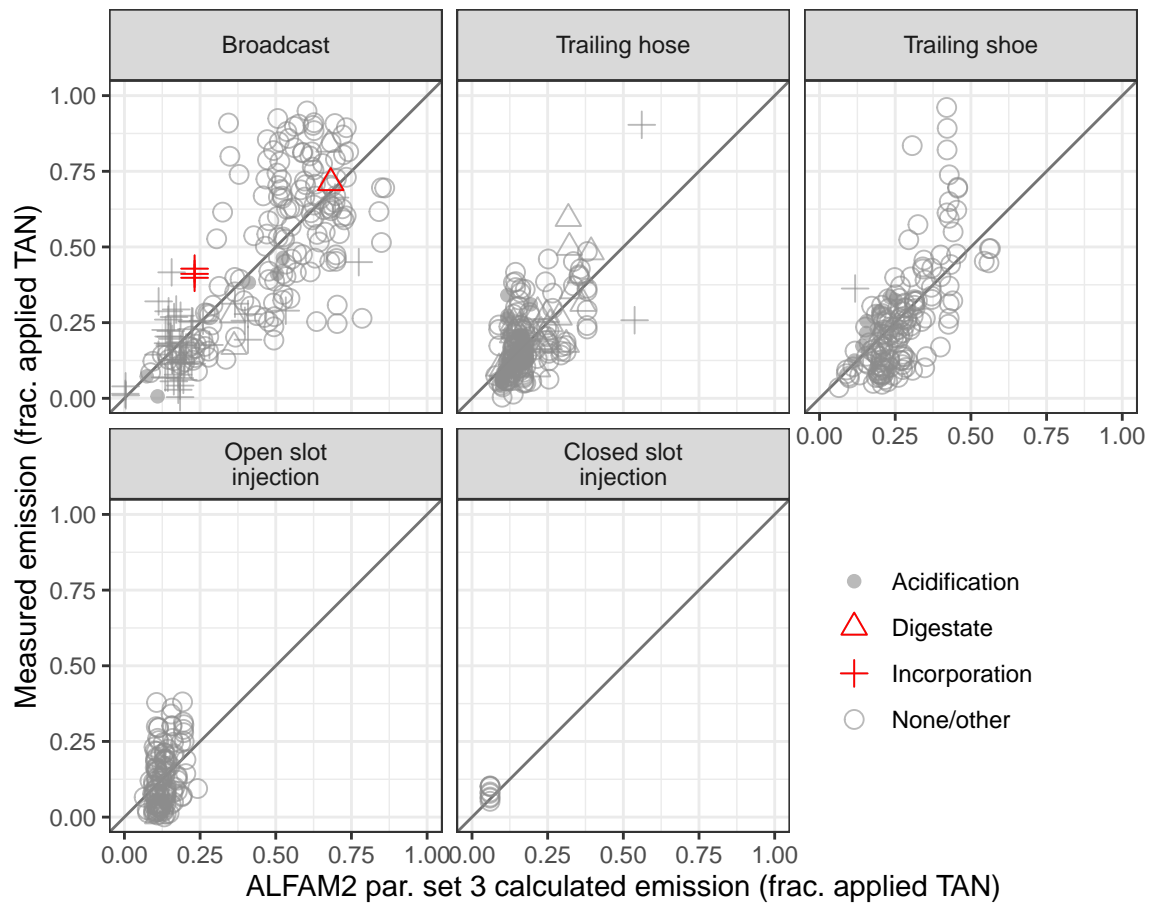 Broadcast
Trailing hose
Trailing shoe
1.00
0.75
0.50
0.25
0.00
0.00 0.25 0.50 0.75 1.00
Open slot
injection
Closed slot
injection
1.00
0.75
0.50
0.25
0.00
0.00 0.25 0.50 0.75 1.00
0.00 0.25 0.50 0.75 1.00
Measured emission (frac. applied TAN)
ALFAM2 par. set 3 calculated emission (frac. applied TAN)
Acidification
Digestate
Incorporation
None/other